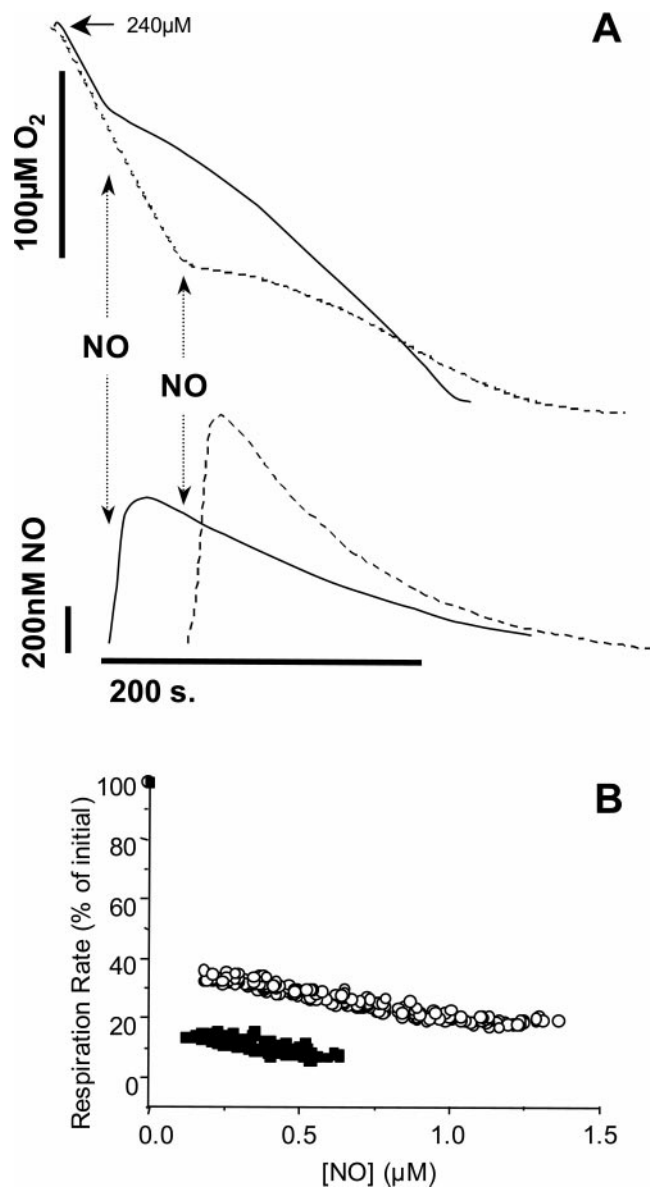 A
240µM
100µM O₂
NO
NO
200nM NO
200 s.
B
Respiration Rate (% of initial)
100
80
60
40
20
0
0.0 0.5 1.0 1.5
[NO] (µM)